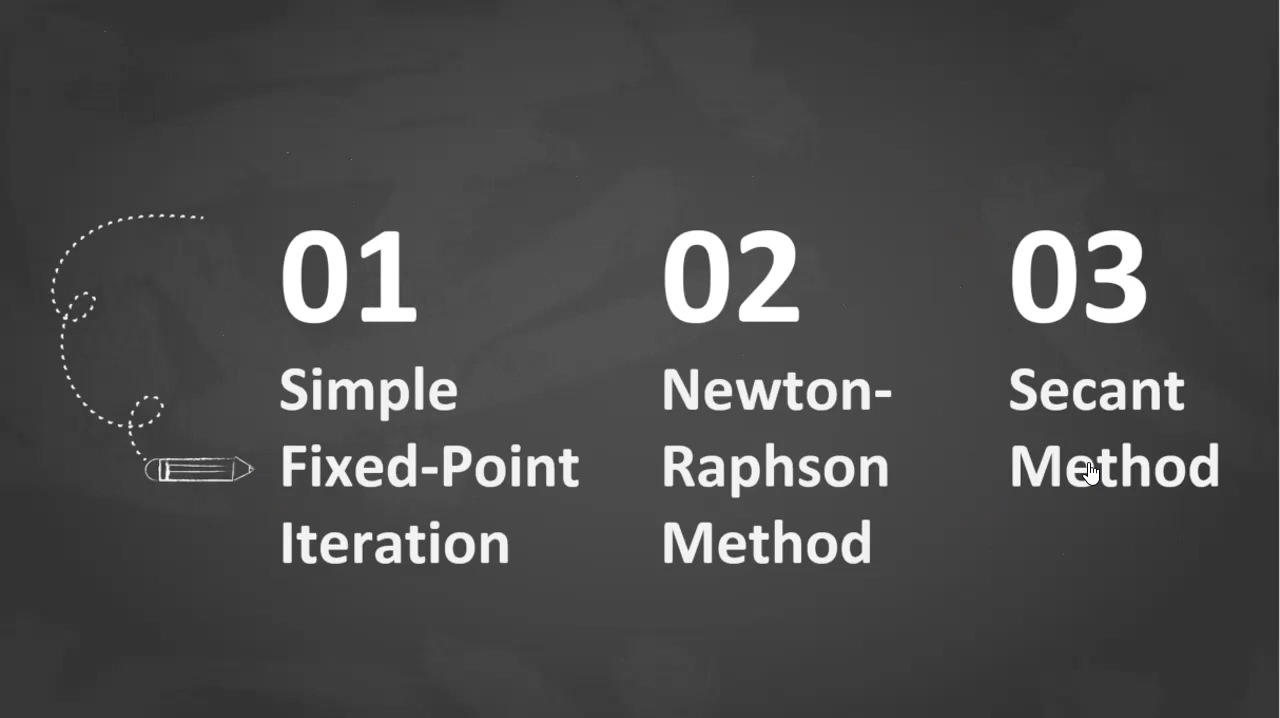 01
Simple
Fixed-Point
Iteration
02
Newton-
Raphson
Method
03
Secant
Method